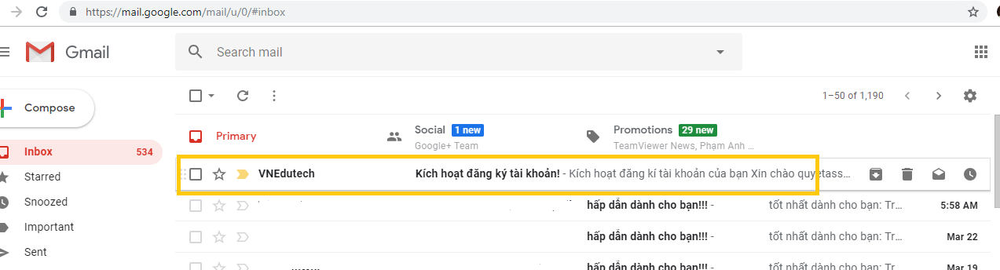 https://mail.google.com/mail/u/0/#inbox
Gmail
Search mail
1–50 of 1,190
Compose
Primary
Social 1 new
Google+ Team
Promotions 29 new
TeamViewer News, Phạm Anh ...
Inbox 534
VNEdutech Kích hoạt đăng ký tài khoản! - Kích hoạt đăng kí tài khoản của bạn Xin chào quyetass...
Starred
Snoozed
hấp dẫn dành cho bạn!!! - tốt nhất dành cho bạn: Tr... 5:58 AM
Important
hấp dẫn dành cho bạn!!! - tốt nhất dành cho bạn: Tr... Mar 22
Sent
hấp dẫn dành cho bạn!!! - tốt nhất dành cho bạn: Tr... Mar 19